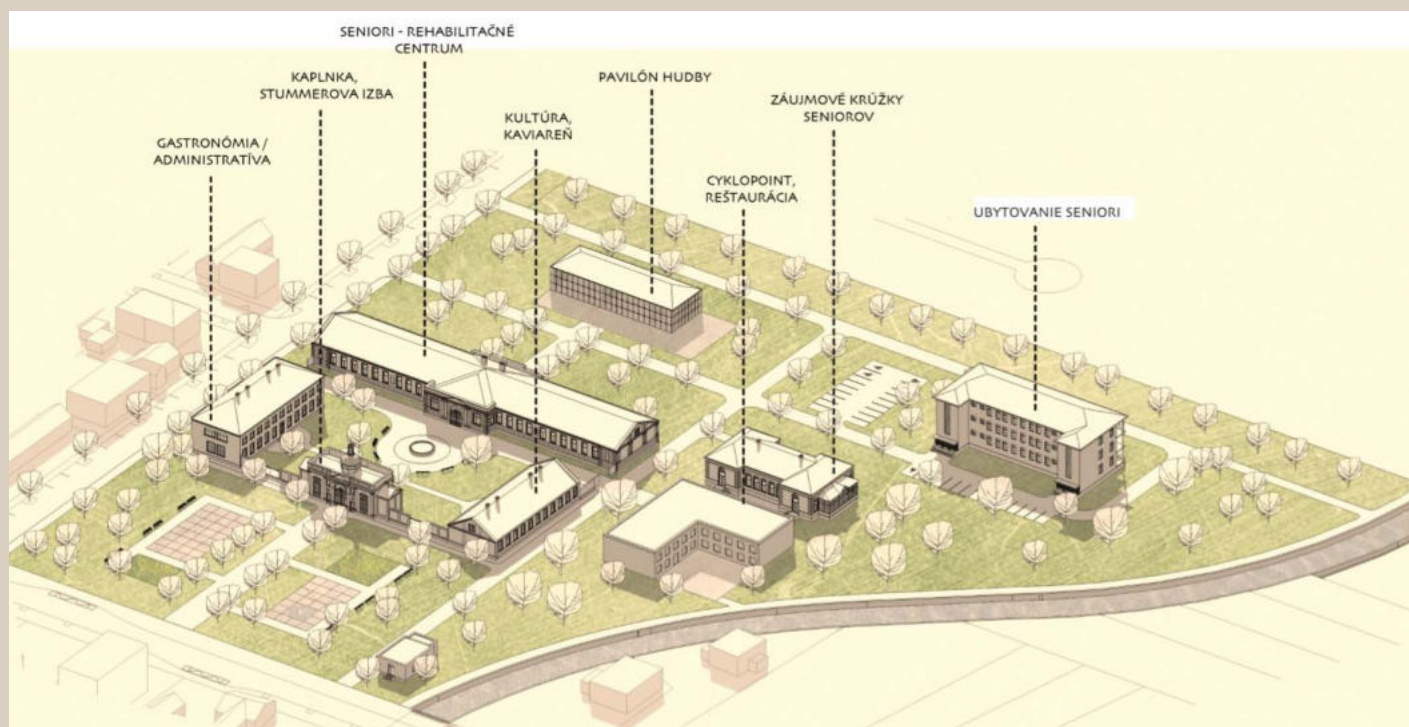 SENIORI - REHABILITAČNÉ
CENTRUM
KAPLNKA,
STUMMEROVA IZBA
PAVILÓN HUDBY
ZÁUJMOVÉ KRÚŽKY
SENIOROV
KULTÚRA,
KAVIAREŇ
GASTRONÓMIA /
ADMINISTRATÍVA
CYKLOPOINT,
REŠTAURÁCIA
UBYTOVANIE SENIORI